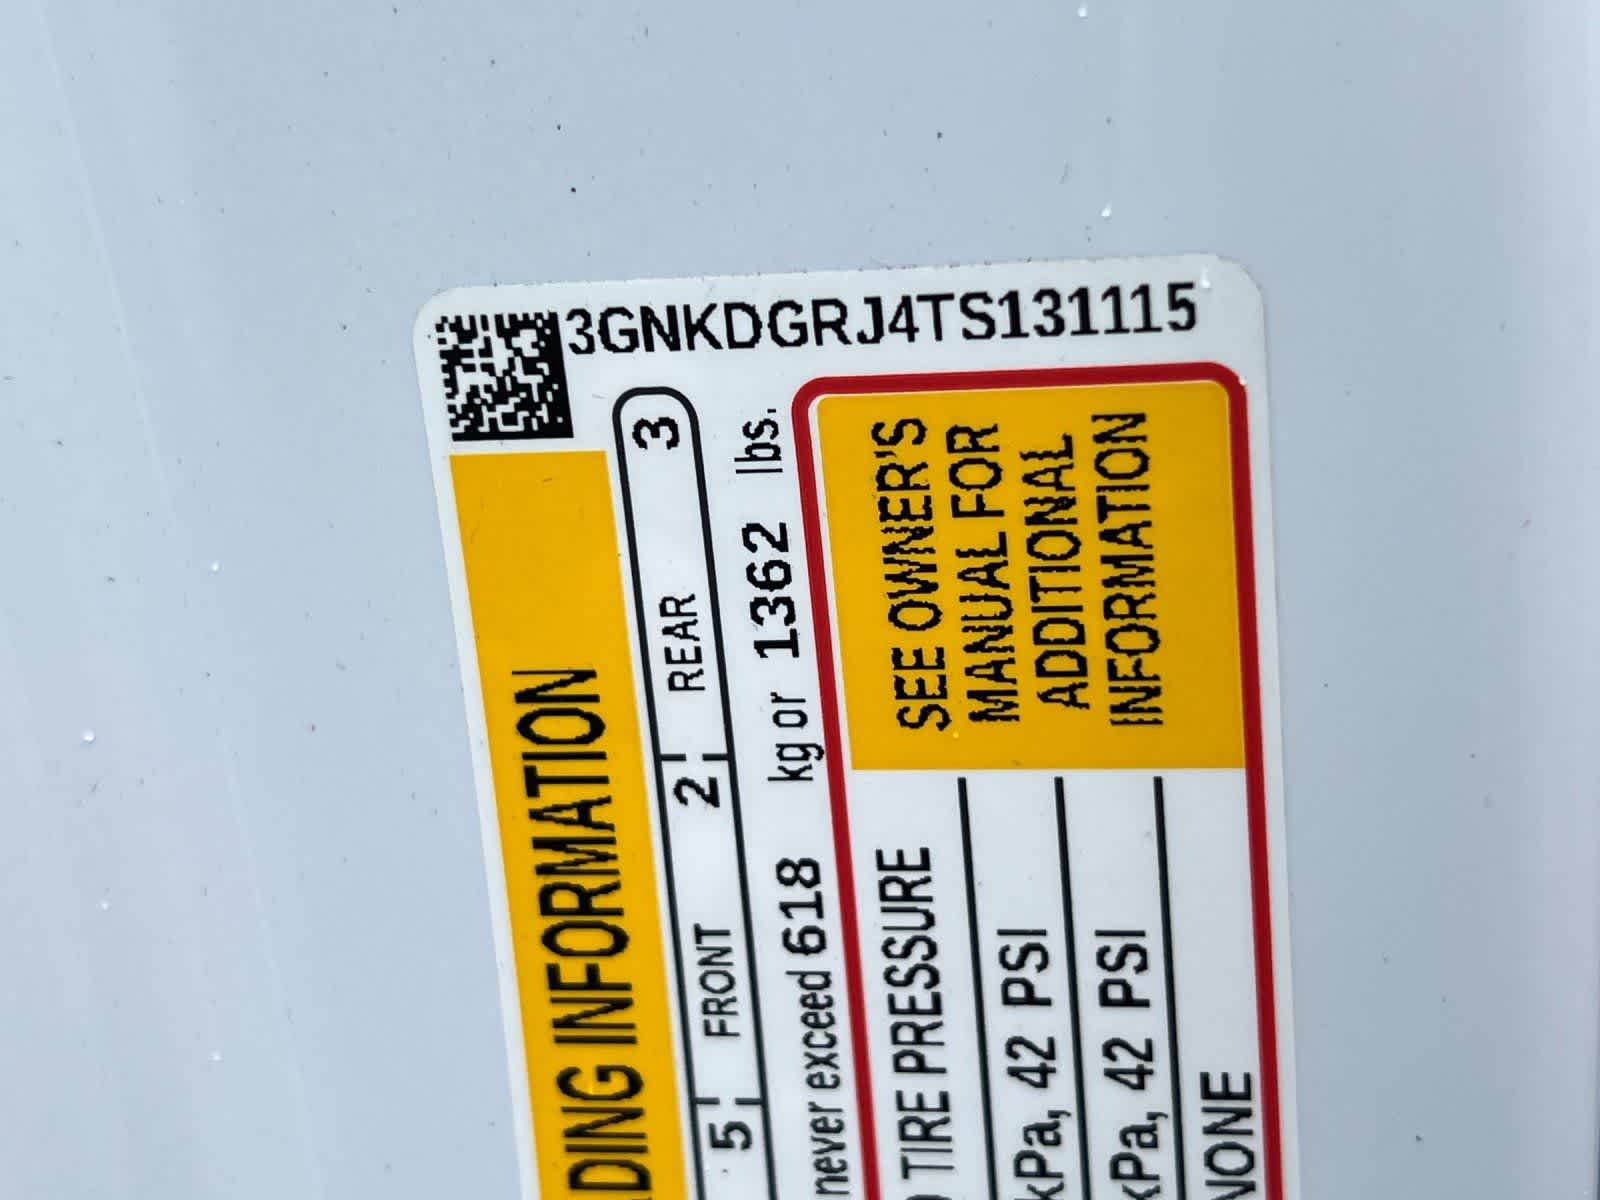 3GNKDGRJ4TS131115
ADING INFORMATION
5 FRONT 2 REAR 3
never exceed 618 kg or 1362 lbs.
TIRE PRESSURE
kPa, 42 PSI
kPa, 42 PSI
NONE
SEE OWNER'S
MANUAL FOR
ADDITIONAL
INFORMATION